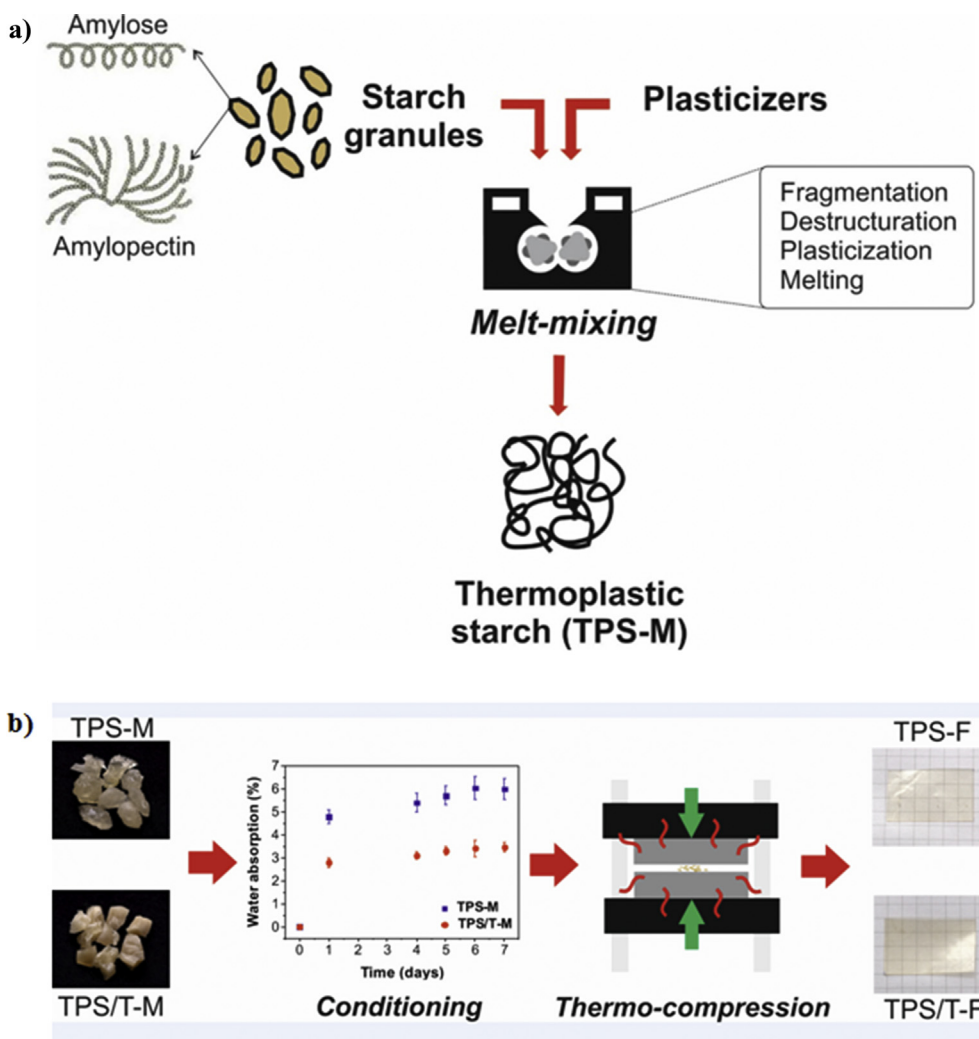 a)
Amylose
Amylopectin
Starch
granules
Plasticizers
Fragmentation
Destructuration
Plasticization
Melting
Melt-mixing
Thermoplastic
starch (TPS-M)
b)
TPS-M
TPS/T-M
Water absorption (%)
7
6
5
4
3
2
1
0
TPS-M
TPS/T-M
0 1 2 3 4 5 6 7
Time (days)
Conditioning
Thermo-compression
TPS-F
TPS/T-F